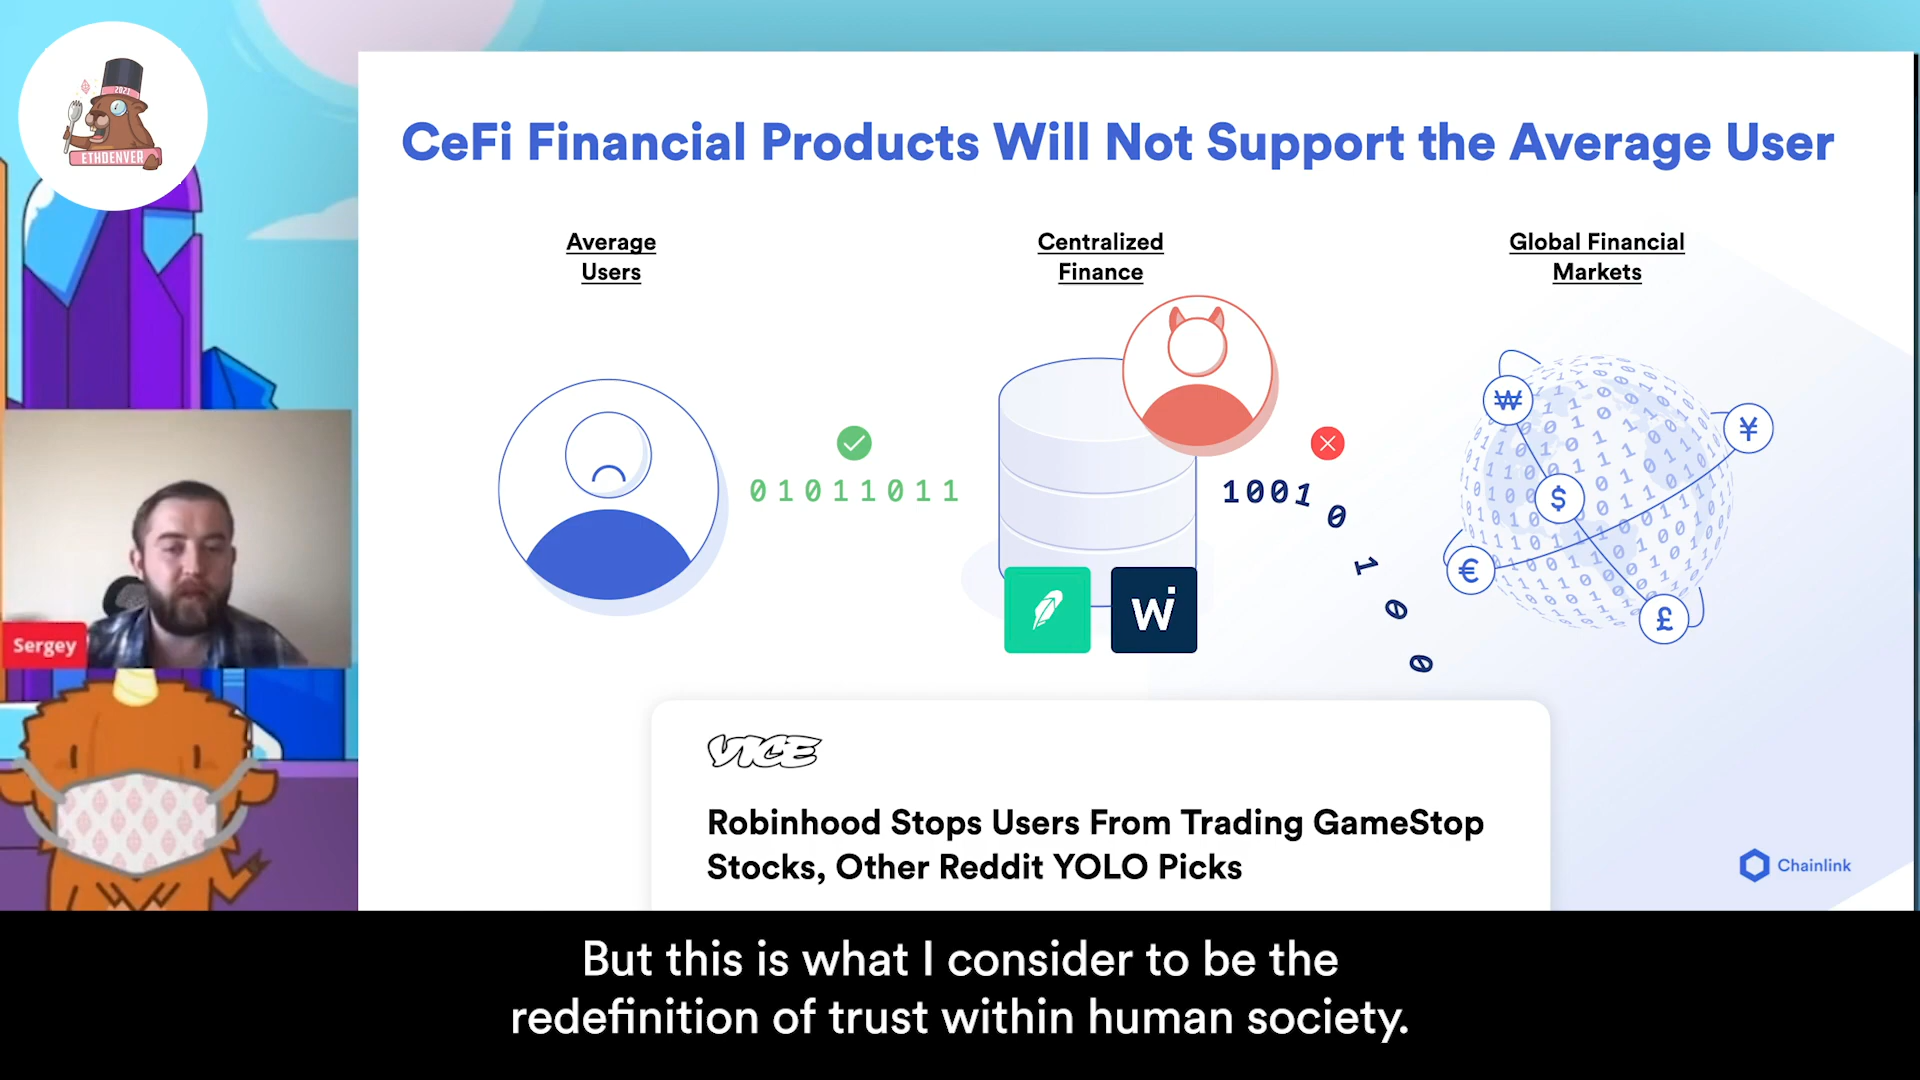 2021
ETHDENVER
CeFi Financial Products Will Not Support the Average User
Average
Users
Centralized
Finance
Global Financial
Markets
01011011
1001
0
1
0
0
₩
¥
$
€
£
W
Sergey
VICE
Robinhood Stops Users From Trading GameStop
Stocks, Other Reddit YOLO Picks
Chainlink
But this is what I consider to be the
redefinition of trust within human society.